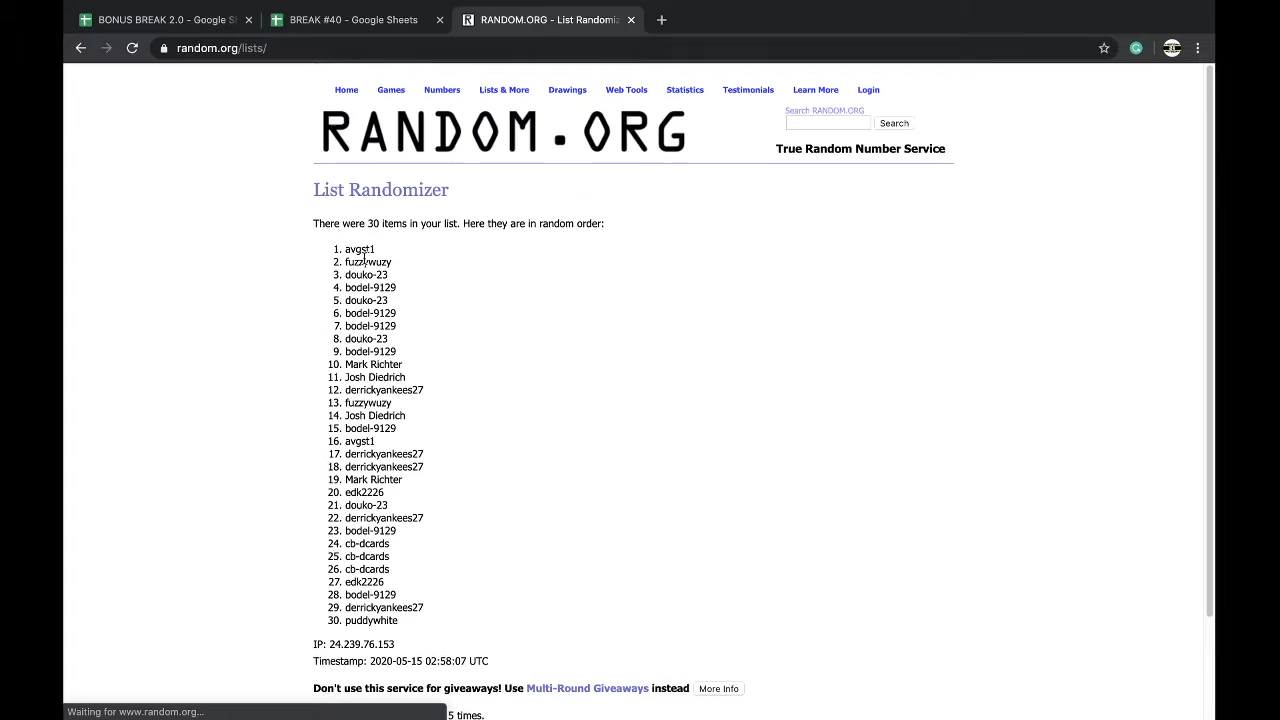 BONUS BREAK 2.0 - Google S
BREAK #40 - Google Sheets
RANDOM.ORG - List Randomiz
random.org/lists/
Home Games Numbers Lists & More Drawings Web Tools Statistics Testimonials Learn More Login
RANDOM.ORG
Search RANDOM.ORG
Search
True Random Number Service
List Randomizer
There were 30 items in your list. Here they are in random order:
1. avgst1
2. fuzzywuzy
3. douko-23
4. bodel-9129
5. douko-23
6. bodel-9129
7. bodel-9129
8. douko-23
9. bodel-9129
10. Mark Richter
11. Josh Diedrich
12. derrickyankees27
13. fuzzywuzy
14. Josh Diedrich
15. bodel-9129
16. avgst1
17. derrickyankees27
18. derrickyankees27
19. Mark Richter
20. edk2226
21. douko-23
22. derrickyankees27
23. bodel-9129
24. cb-dcards
25. cb-dcards
26. cb-dcards
27. edk2226
28. bodel-9129
29. derrickyankees27
30. puddywhite
IP: 24.239.76.153
Timestamp: 2020-05-15 02:58:07 UTC
Don't use this service for giveaways! Use Multi-Round Giveaways instead More Info
Waiting for www.random.org...
5 times.